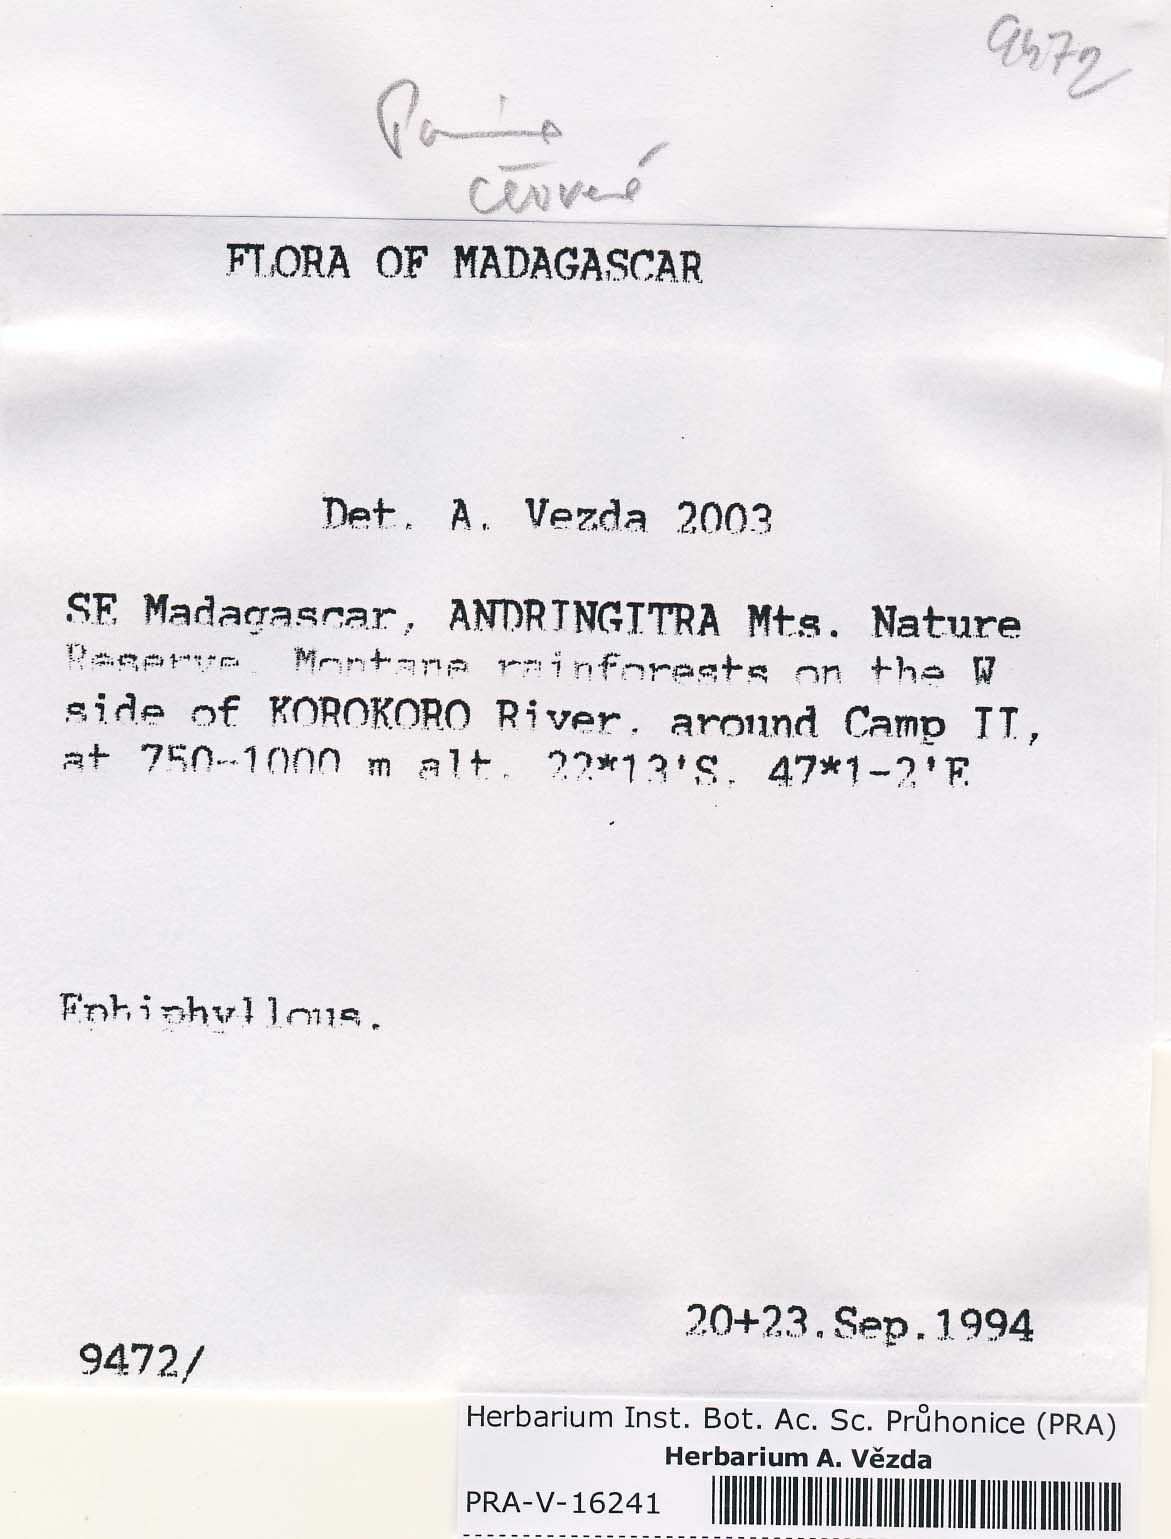 9472
Porina
červené
FLORA OF MADAGASCAR
Det. A. Vezda 2003
SE Madagascar, ANDRINGITRA Mts. Nature
Reserve. Montane rainforests on the W
side of KOROKORO River, around Camp II,
at 750-1000 m alt. 22*13'S. 47*1-2'E
Ephiphyllous.
20+23.Sep.1994
9472/
Herbarium Inst. Bot. Ac. Sc. Průhonice (PRA)
Herbarium A. Vězda
PRA-V-16241